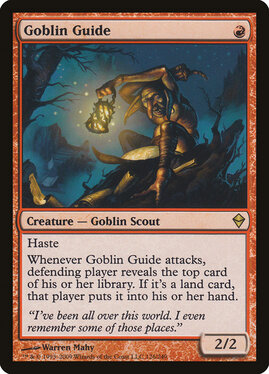 Goblin Guide
Creature — Goblin Scout
Haste
Whenever Goblin Guide attacks,
defending player reveals the top card
of his or her library. If it's a land card,
that player puts it into his or her hand.
"I've been all over this world. I even
remember some of those places."
Warren Mahy
2/2